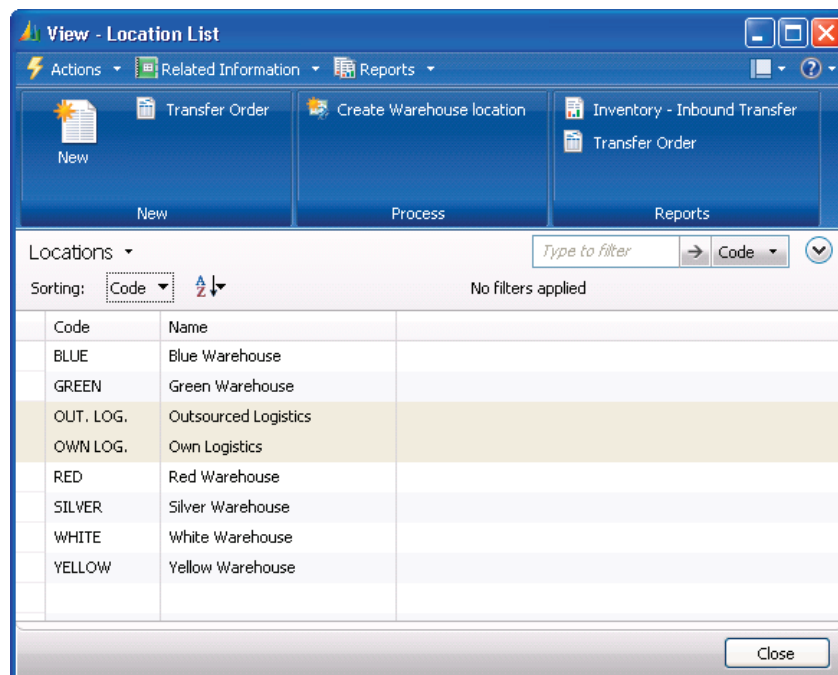 View - Location List
Actions Related Information Reports
New Transfer Order Create Warehouse location Inventory - Inbound Transfer
Transfer Order
New Process Reports
Locations Type to filter Code
Sorting: Code No filters applied
Code Name
BLUE Blue Warehouse
GREEN Green Warehouse
OUT. LOG. Outsourced Logistics
OWN LOG. Own Logistics
RED Red Warehouse
SILVER Silver Warehouse
WHITE White Warehouse
YELLOW Yellow Warehouse
Close